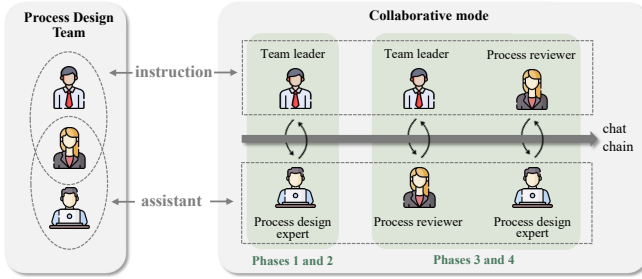 Process Design
Team
Collaborative mode
instruction
assistant
Team leader
Team leader
Process reviewer
chat
chain
Process design
expert
Process reviewer
Process design
expert
Phases 1 and 2
Phases 3 and 4